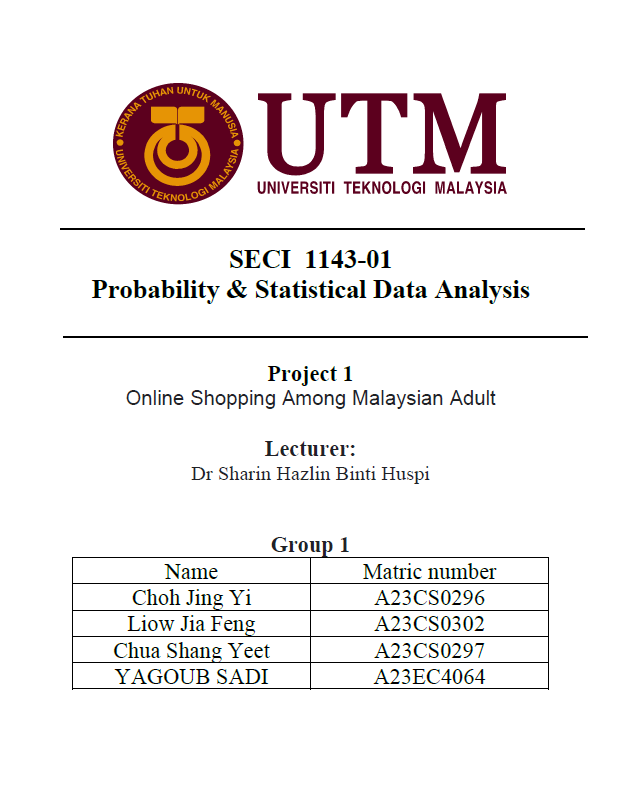 KERANA TUHAN UNTUK MANUSIA
UNIVERSITI TEKNOLOGI MALAYSIA
UTM
UNIVERSITI TEKNOLOGI MALAYSIA
SECI 1143-01
Probability & Statistical Data Analysis
Project 1
Online Shopping Among Malaysian Adult
Lecturer:
Dr Sharin Hazlin Binti Huspi
Group 1
Name Matric number
Choh Jing Yi A23CS0296
Liow Jia Feng A23CS0302
Chua Shang Yeet A23CS0297
YAGOUB SADI A23EC4064